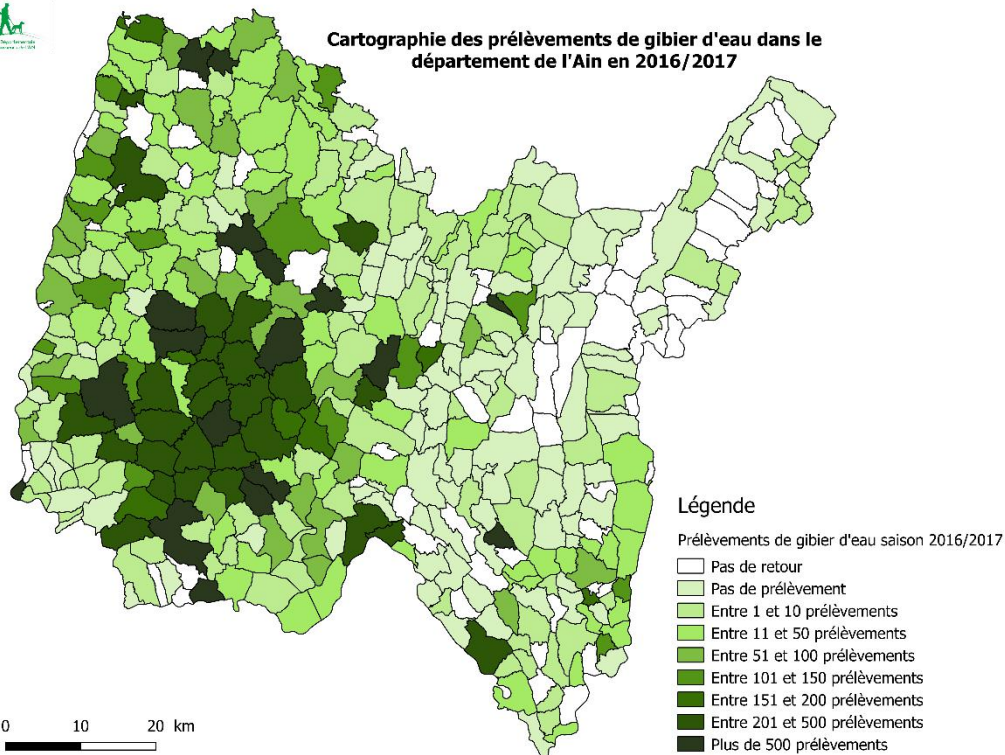 Cartographie des prélèvements de gibier d'eau dans le
département de l'Ain en 2016/2017
Légende
Prélèvements de gibier d'eau saison 2016/2017
Pas de retour
Pas de prélèvement
Entre 1 et 10 prélèvements
Entre 11 et 50 prélèvements
Entre 51 et 100 prélèvements
Entre 101 et 150 prélèvements
Entre 151 et 200 prélèvements
Entre 201 et 500 prélèvements
Plus de 500 prélèvements
0 10 20 km